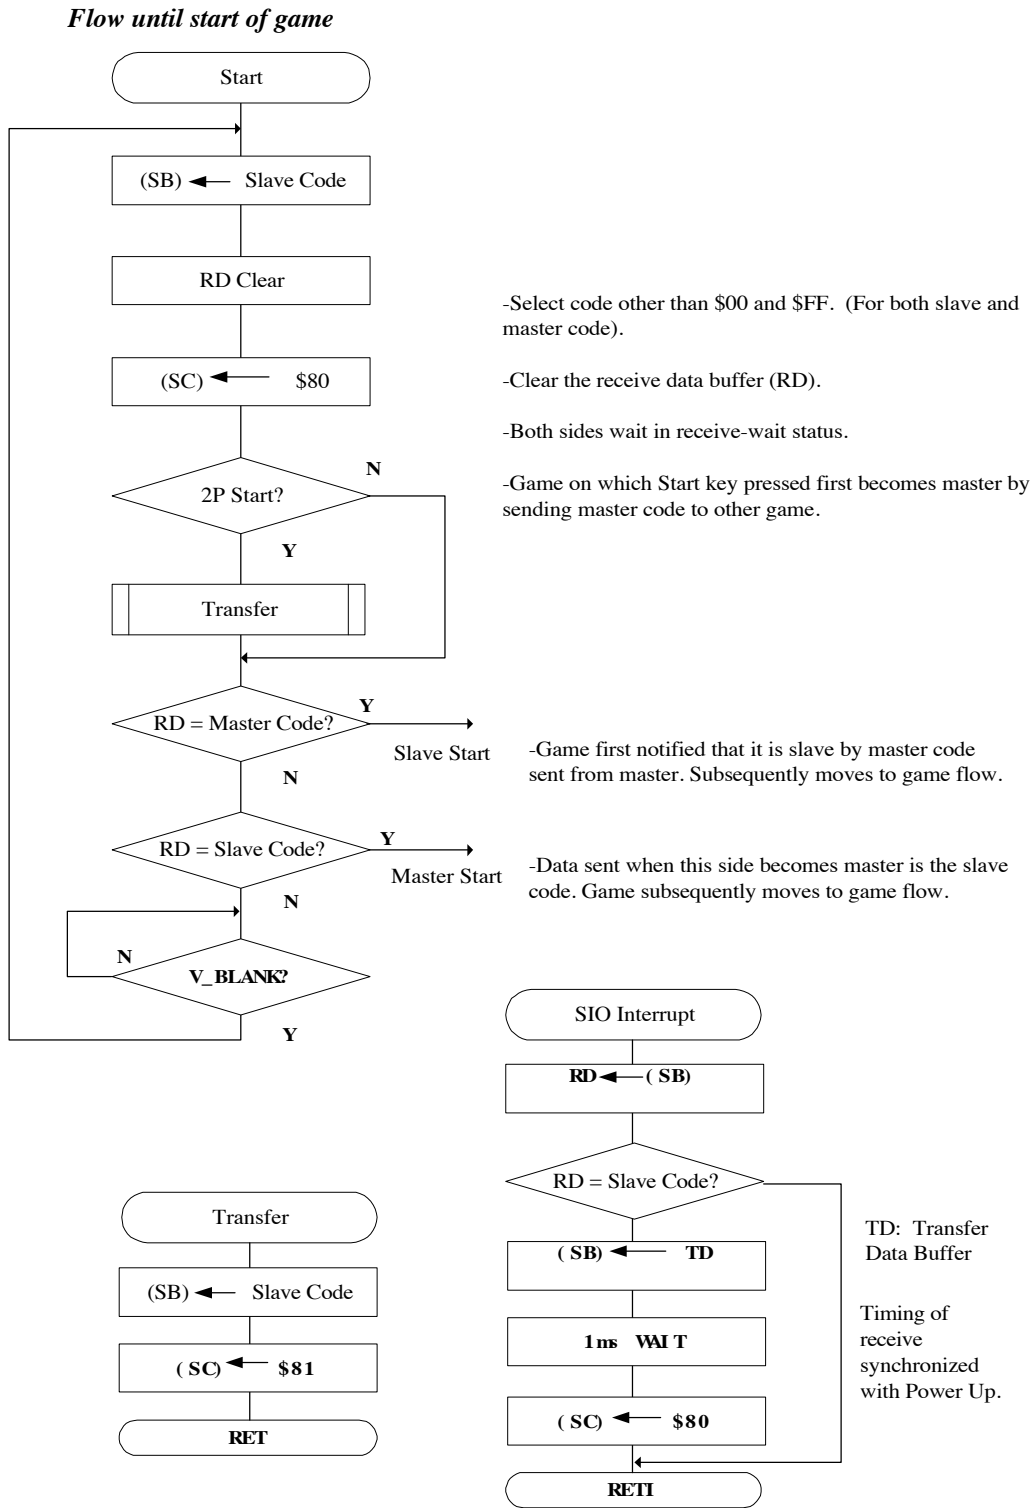 Flow until start of game
Start
(SB) ← Slave Code
RD Clear
(SC) ← $80
2P Start?
N
Y
Transfer
RD = Master Code?
Y
Slave Start
N
RD = Slave Code?
Y
Master Start
N
V_BLANK?
N
Y
-Select code other than $00 and $FF. (For both slave and
master code).
-Clear the receive data buffer (RD).
-Both sides wait in receive-wait status.
-Game on which Start key pressed first becomes master by
sending master code to other game.
-Game first notified that it is slave by master code
sent from master. Subsequently moves to game flow.
-Data sent when this side becomes master is the slave
code. Game subsequently moves to game flow.
Transfer
(SB) ← Slave Code
(SC) ← $81
RET
SIO Interrupt
RD ← (SB)
RD = Slave Code?
(SB) ← TD
1ms WAIT
(SC) ← $80
RETI
TD: Transfer
Data Buffer
Timing of
receive
synchronized
with Power Up.